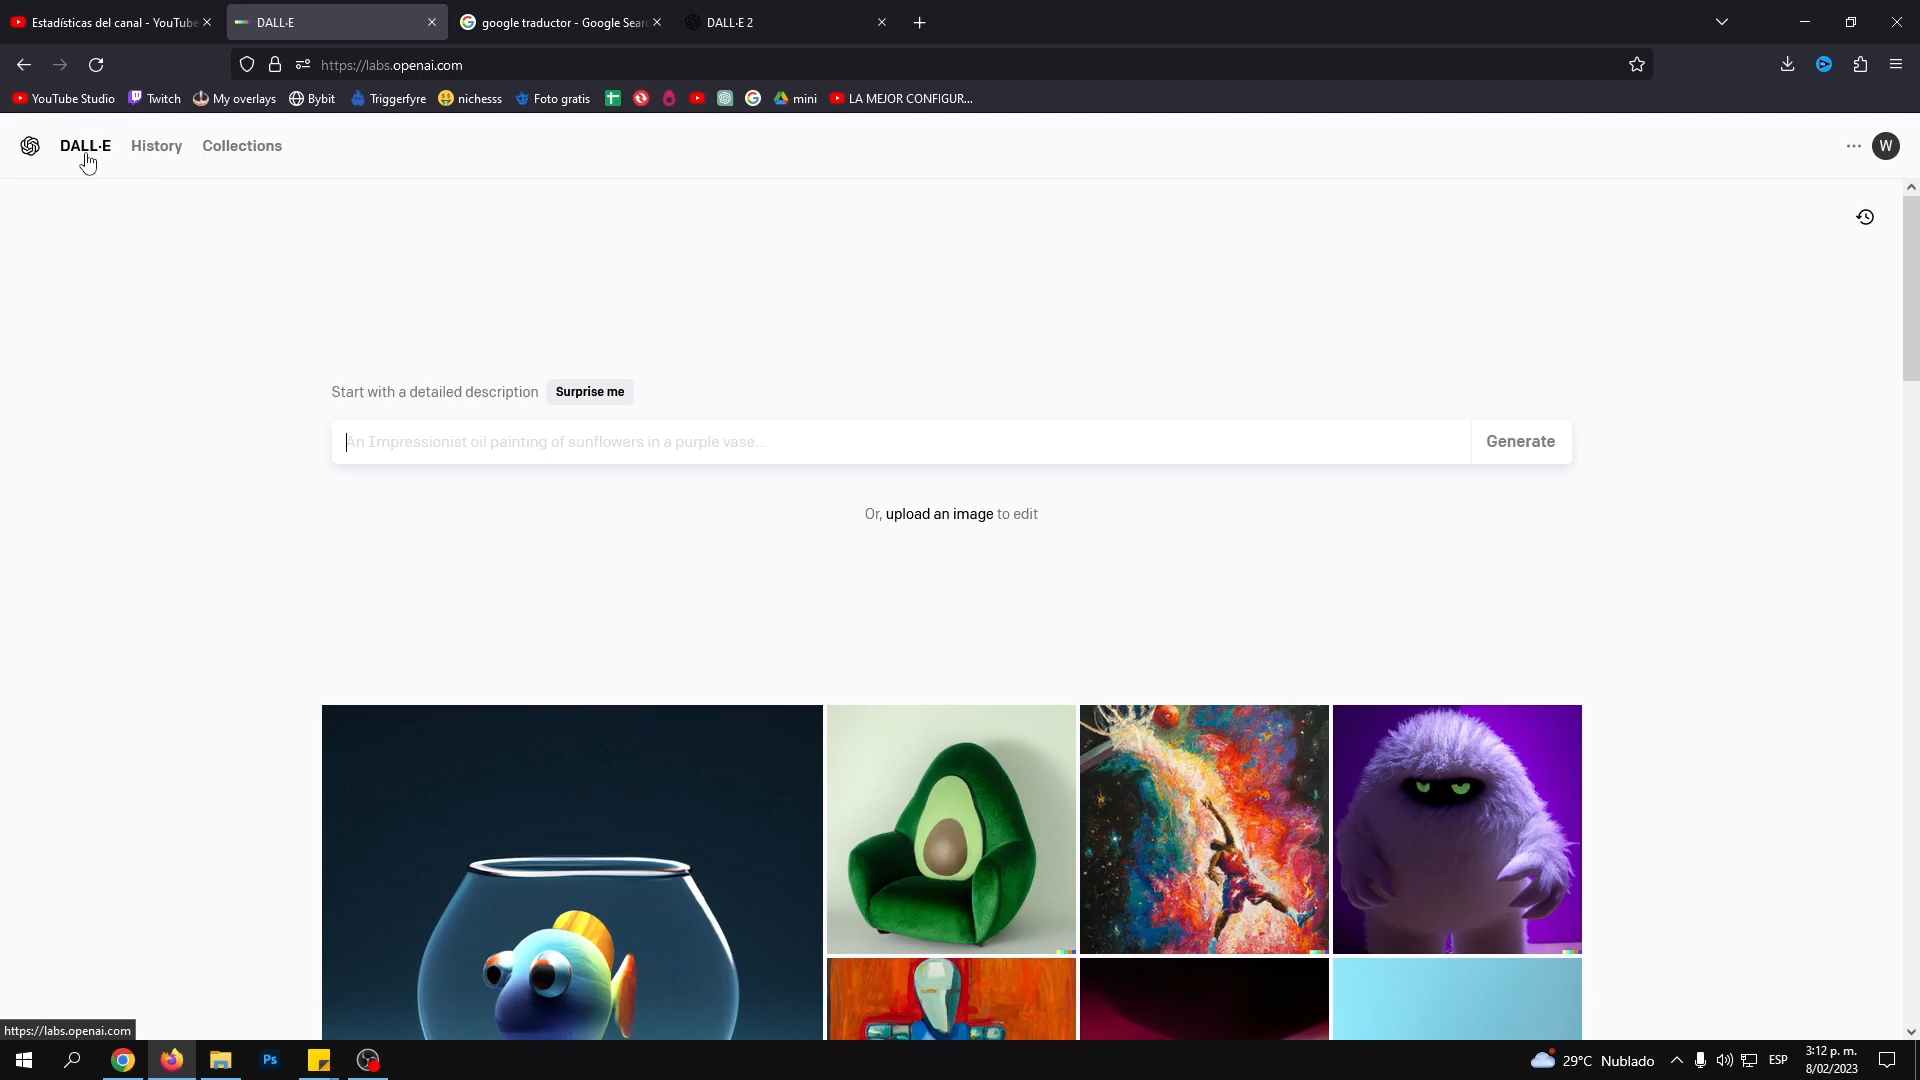 Estadísticas del canal - YouTube
DALL·E
google traductor - Google Sear
DALL·E 2
https://labs.openai.com
YouTube Studio
Twitch
My overlays
Bybit
Triggerfyre
nichesss
Foto gratis
mini
LA MEJOR CONFIGUR...
DALL·E
History
Collections
W
Start with a detailed description
Surprise me
An Impressionist oil painting of sunflowers in a purple vase...
Generate
Or, upload an image to edit
https://labs.openai.com
Ps
29°C Nublado
ESP
3:12 p. m.
8/02/2023